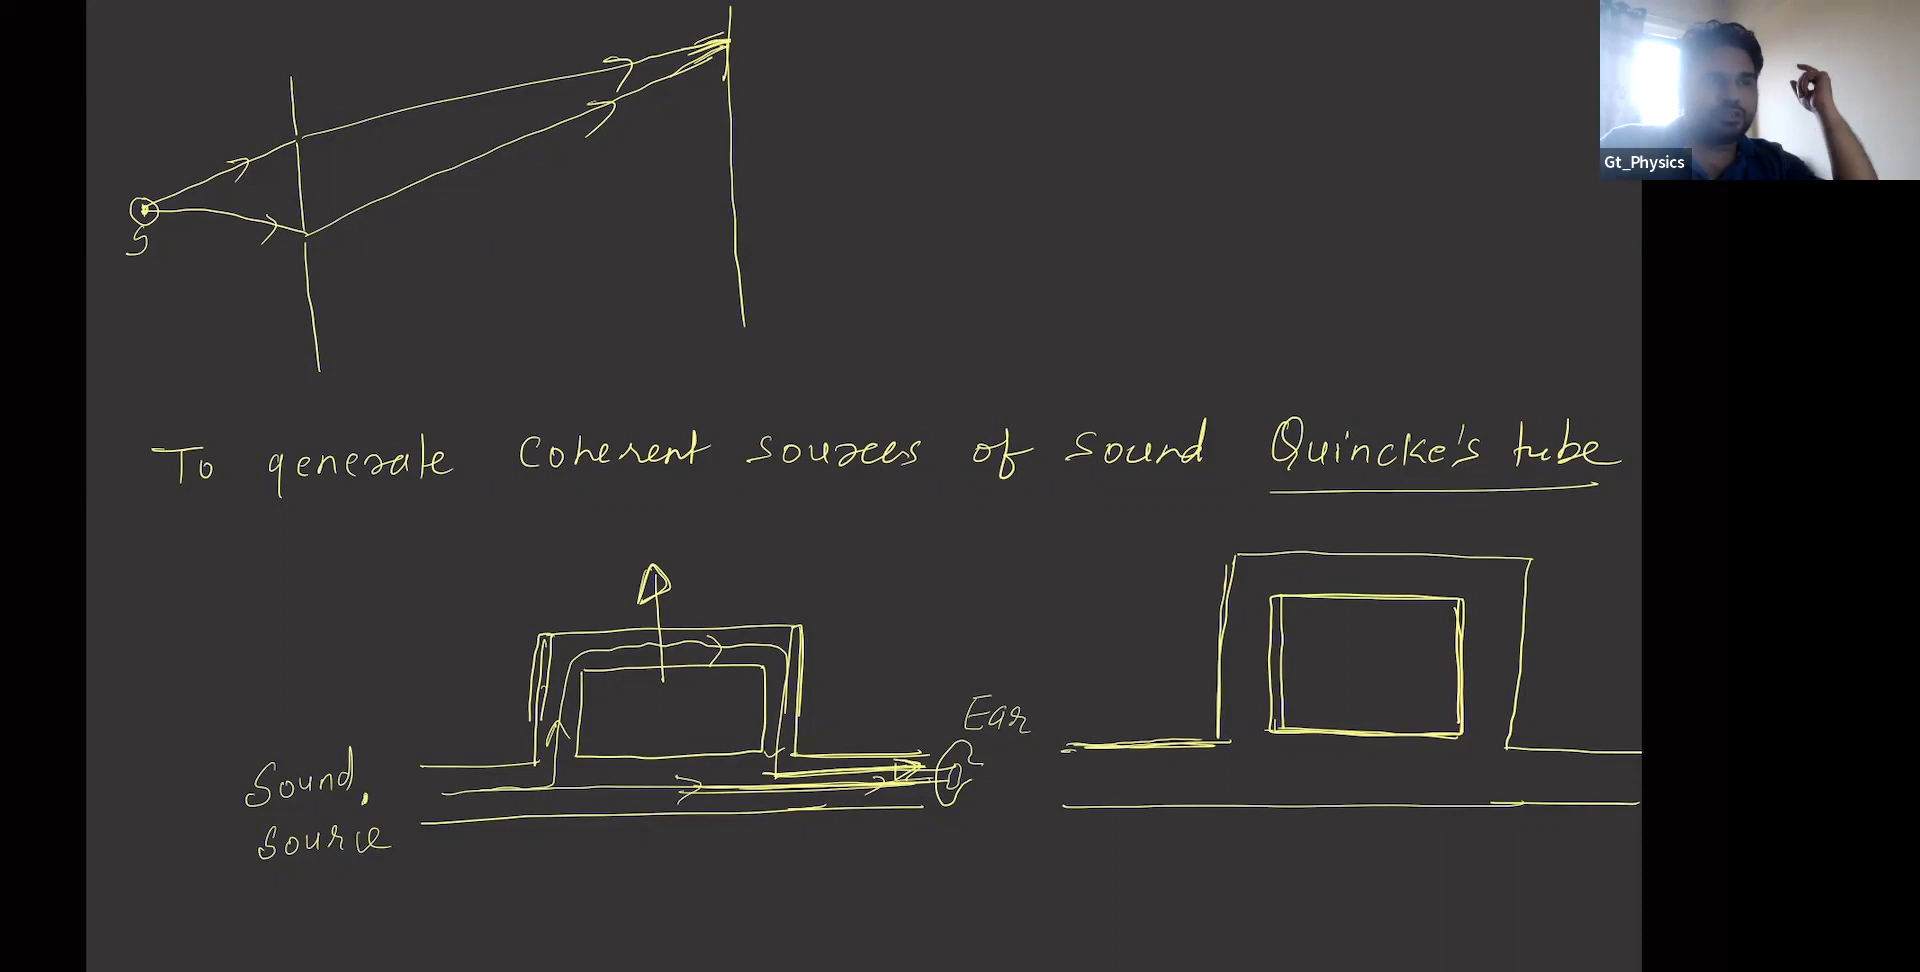 Gt_Physics
S
To generate coherent sources of sound Quincke's tube
Ear
Sound
source